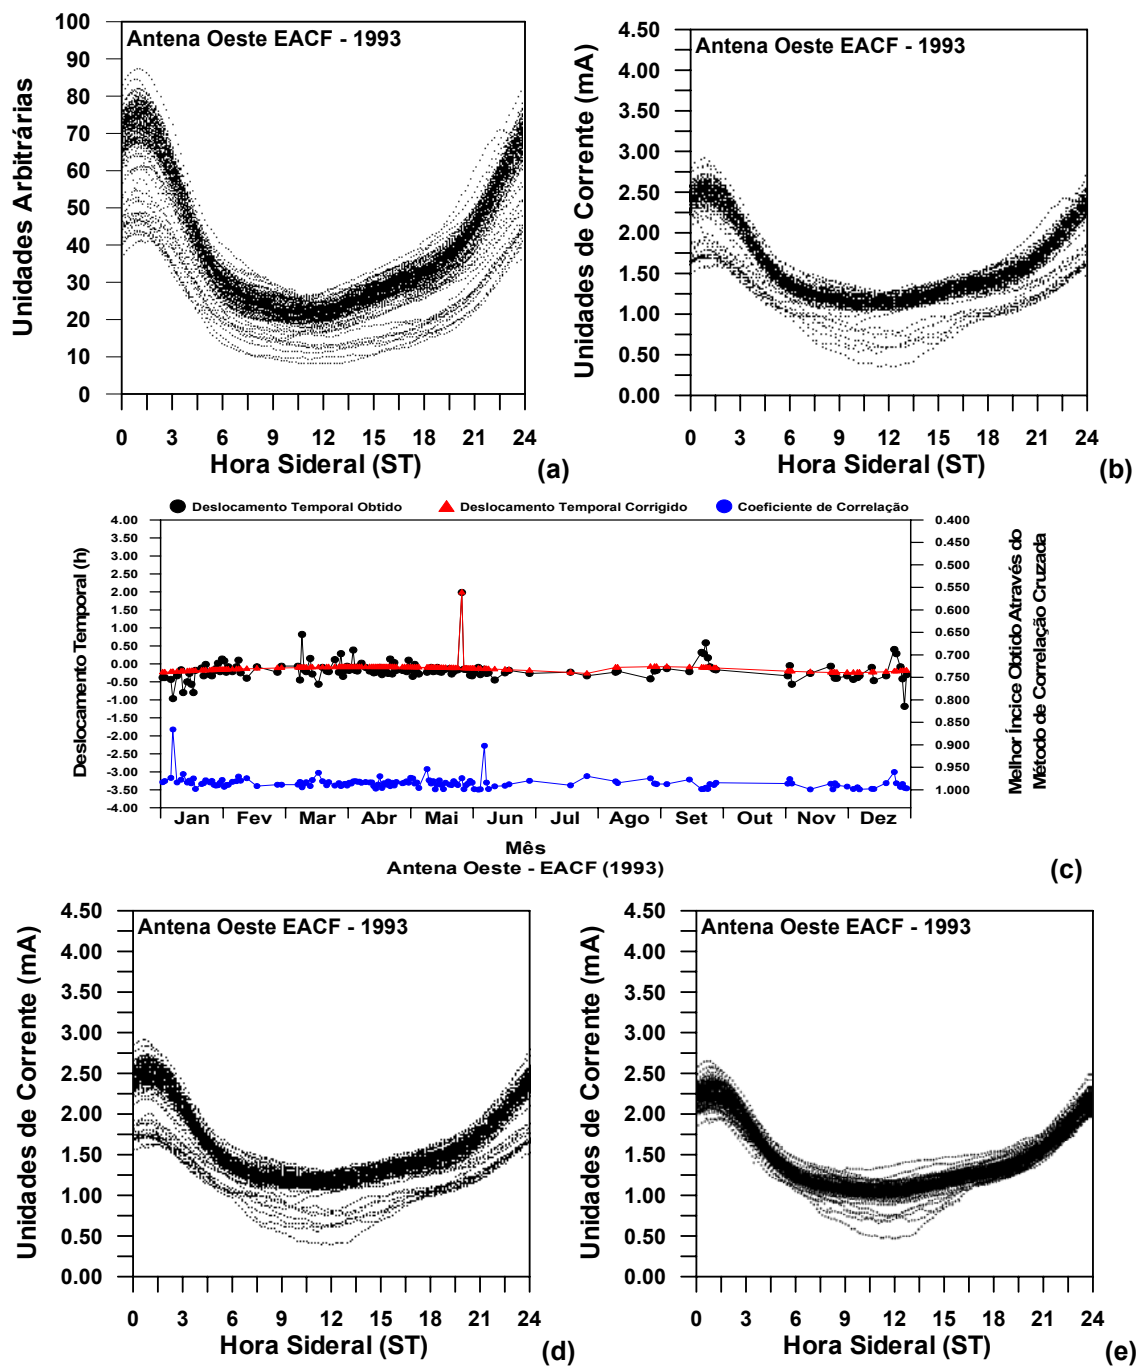 Antena Oeste EACF - 1993
Unidades Arbitrárias
100
90
80
70
60
50
40
30
20
10
0
0 3 6 9 12 15 18 21 24
Hora Sideral (ST)
(a)
Antena Oeste EACF - 1993
Unidades de Corrente (mA)
4.50
4.00
3.50
3.00
2.50
2.00
1.50
1.00
0.50
0.00
0 3 6 9 12 15 18 21 24
Hora Sideral (ST)
(b)
Deslocamento Temporal Obtido Deslocamento Temporal Corrigido Coeficiente de Correlação
Deslocamento Temporal (h)
4.00
3.50
3.00
2.50
2.00
1.50
1.00
0.50
0.00
-0.50
-1.00
-1.50
-2.00
-2.50
-3.00
-3.50
-4.00
0.400
0.450
0.500
0.550
0.600
0.650
0.700
0.750
0.800
0.850
0.900
0.950
1.000
Melhor Íncice Obtido Através do
Método de Correlação Cruzada
Jan Fev Mar Abr Mai Jun Jul Ago Set Out Nov Dez
Mês
Antena Oeste - EACF (1993)
(c)
Antena Oeste EACF - 1993
Unidades de Corrente (mA)
4.50
4.00
3.50
3.00
2.50
2.00
1.50
1.00
0.50
0.00
0 3 6 9 12 15 18 21 24
Hora Sideral (ST)
(d)
Antena Oeste EACF - 1993
Unidades de Corrente (mA)
4.50
4.00
3.50
3.00
2.50
2.00
1.50
1.00
0.50
0.00
0 3 6 9 12 15 18 21 24
Hora Sideral (ST)
(e)